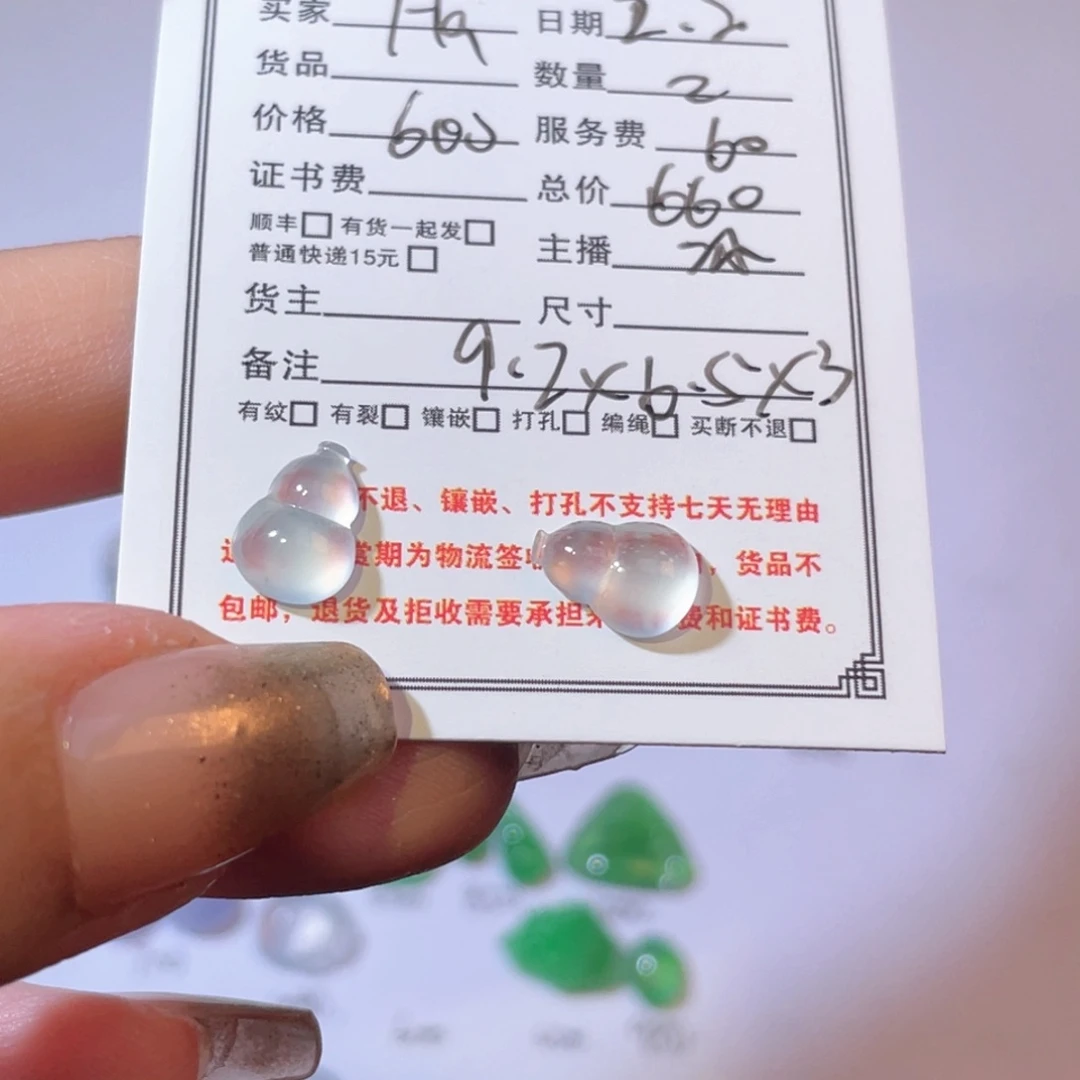 买家 日期 2.2
货品 数量 2
价格 600 服务费 60
证书费 总价 660
顺丰□ 有货一起发□
普通快递15元 □ 主播
货主 尺寸
备注 9.2×6.5×3
有纹□ 有裂□ 镶嵌□ 打孔□ 编绳□ 买断不退□
不退、镶嵌、打孔不支持七天无理由
期为物流签 货品不
包邮，退货及拒收需要承担 费和证书费。